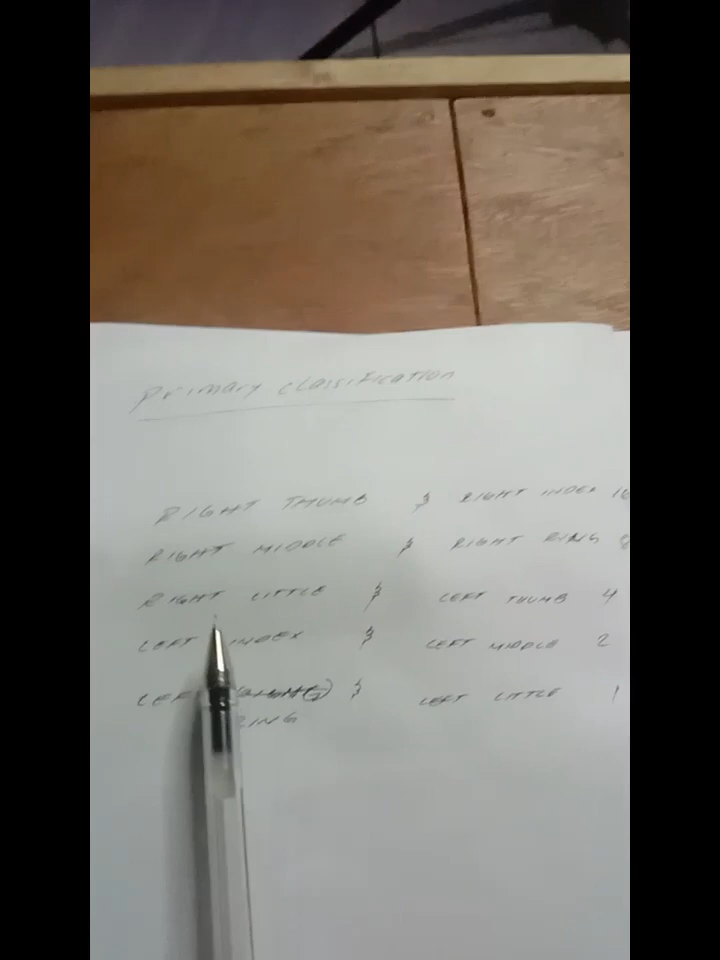 Primary classification
RIGHT THUMB & RIGHT INDEX 16
RIGHT MIDDLE & RIGHT RING 8
RIGHT LITTLE & LEFT THUMB 4
LEFT INDEX & LEFT MIDDLE 2
LEFT & LEFT LITTLE 1
RING